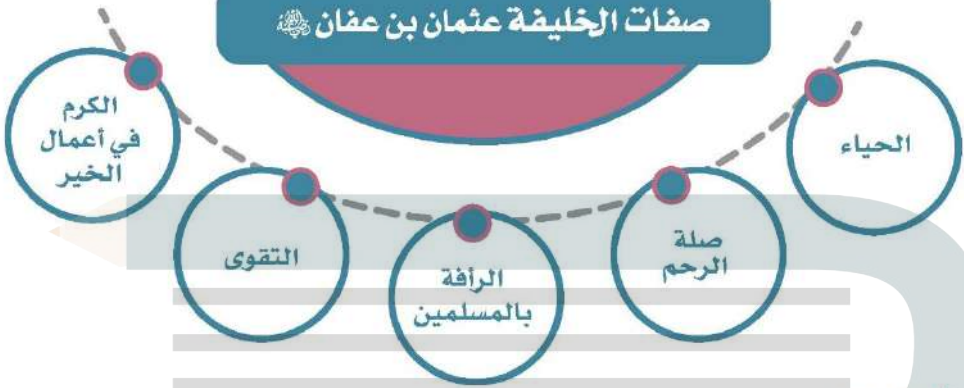 صفات الخليفة عثمان بن عفان ﷺ
الحياء
صلة
الرحم
الرأفة
بالمسلمين
التقوى
الكرم
في أعمال
الخير